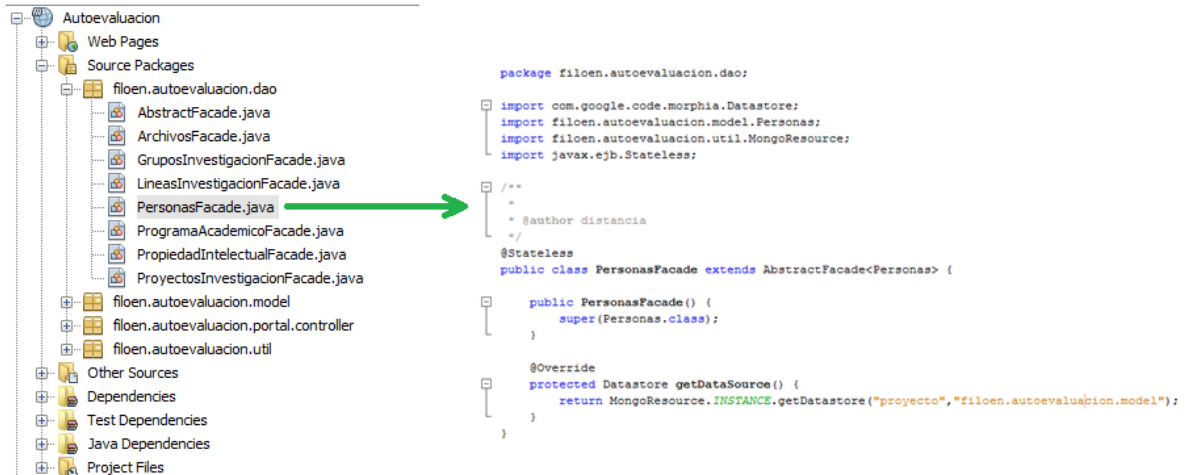 Autoevaluacion
Web Pages
Source Packages
filoen.autoevaluacion.dao
AbstractFacade.java
ArchivosFacade.java
GruposInvestigacionFacade.java
LineasInvestigacionFacade.java
PersonasFacade.java
ProgramaAcademicoFacade.java
PropiedadIntelectualFacade.java
ProyectosInvestigacionFacade.java
filoen.autoevaluacion.model
filoen.autoevaluacion.portal.controller
filoen.autoevaluacion.util
Other Sources
Dependencies
Test Dependencies
Java Dependencies
Project Files
package filoen.autoevaluacion.dao;
import com.google.code.morphia.Datastore;
import filoen.autoevaluacion.model.Personas;
import filoen.autoevaluacion.util.MongoResource;
import javax.ejb.Stateless;
/**
 *
 * @author distancia
 */
@Stateless
public class PersonasFacade extends AbstractFacade<Personas> {
    public PersonasFacade() {
        super(Personas.class);
    }
    @Override
    protected Datastore getDataSource() {
        return MongoResource.INSTANCE.getDatastore("proyecto","filoen.autoevaluacion.model");
    }
}